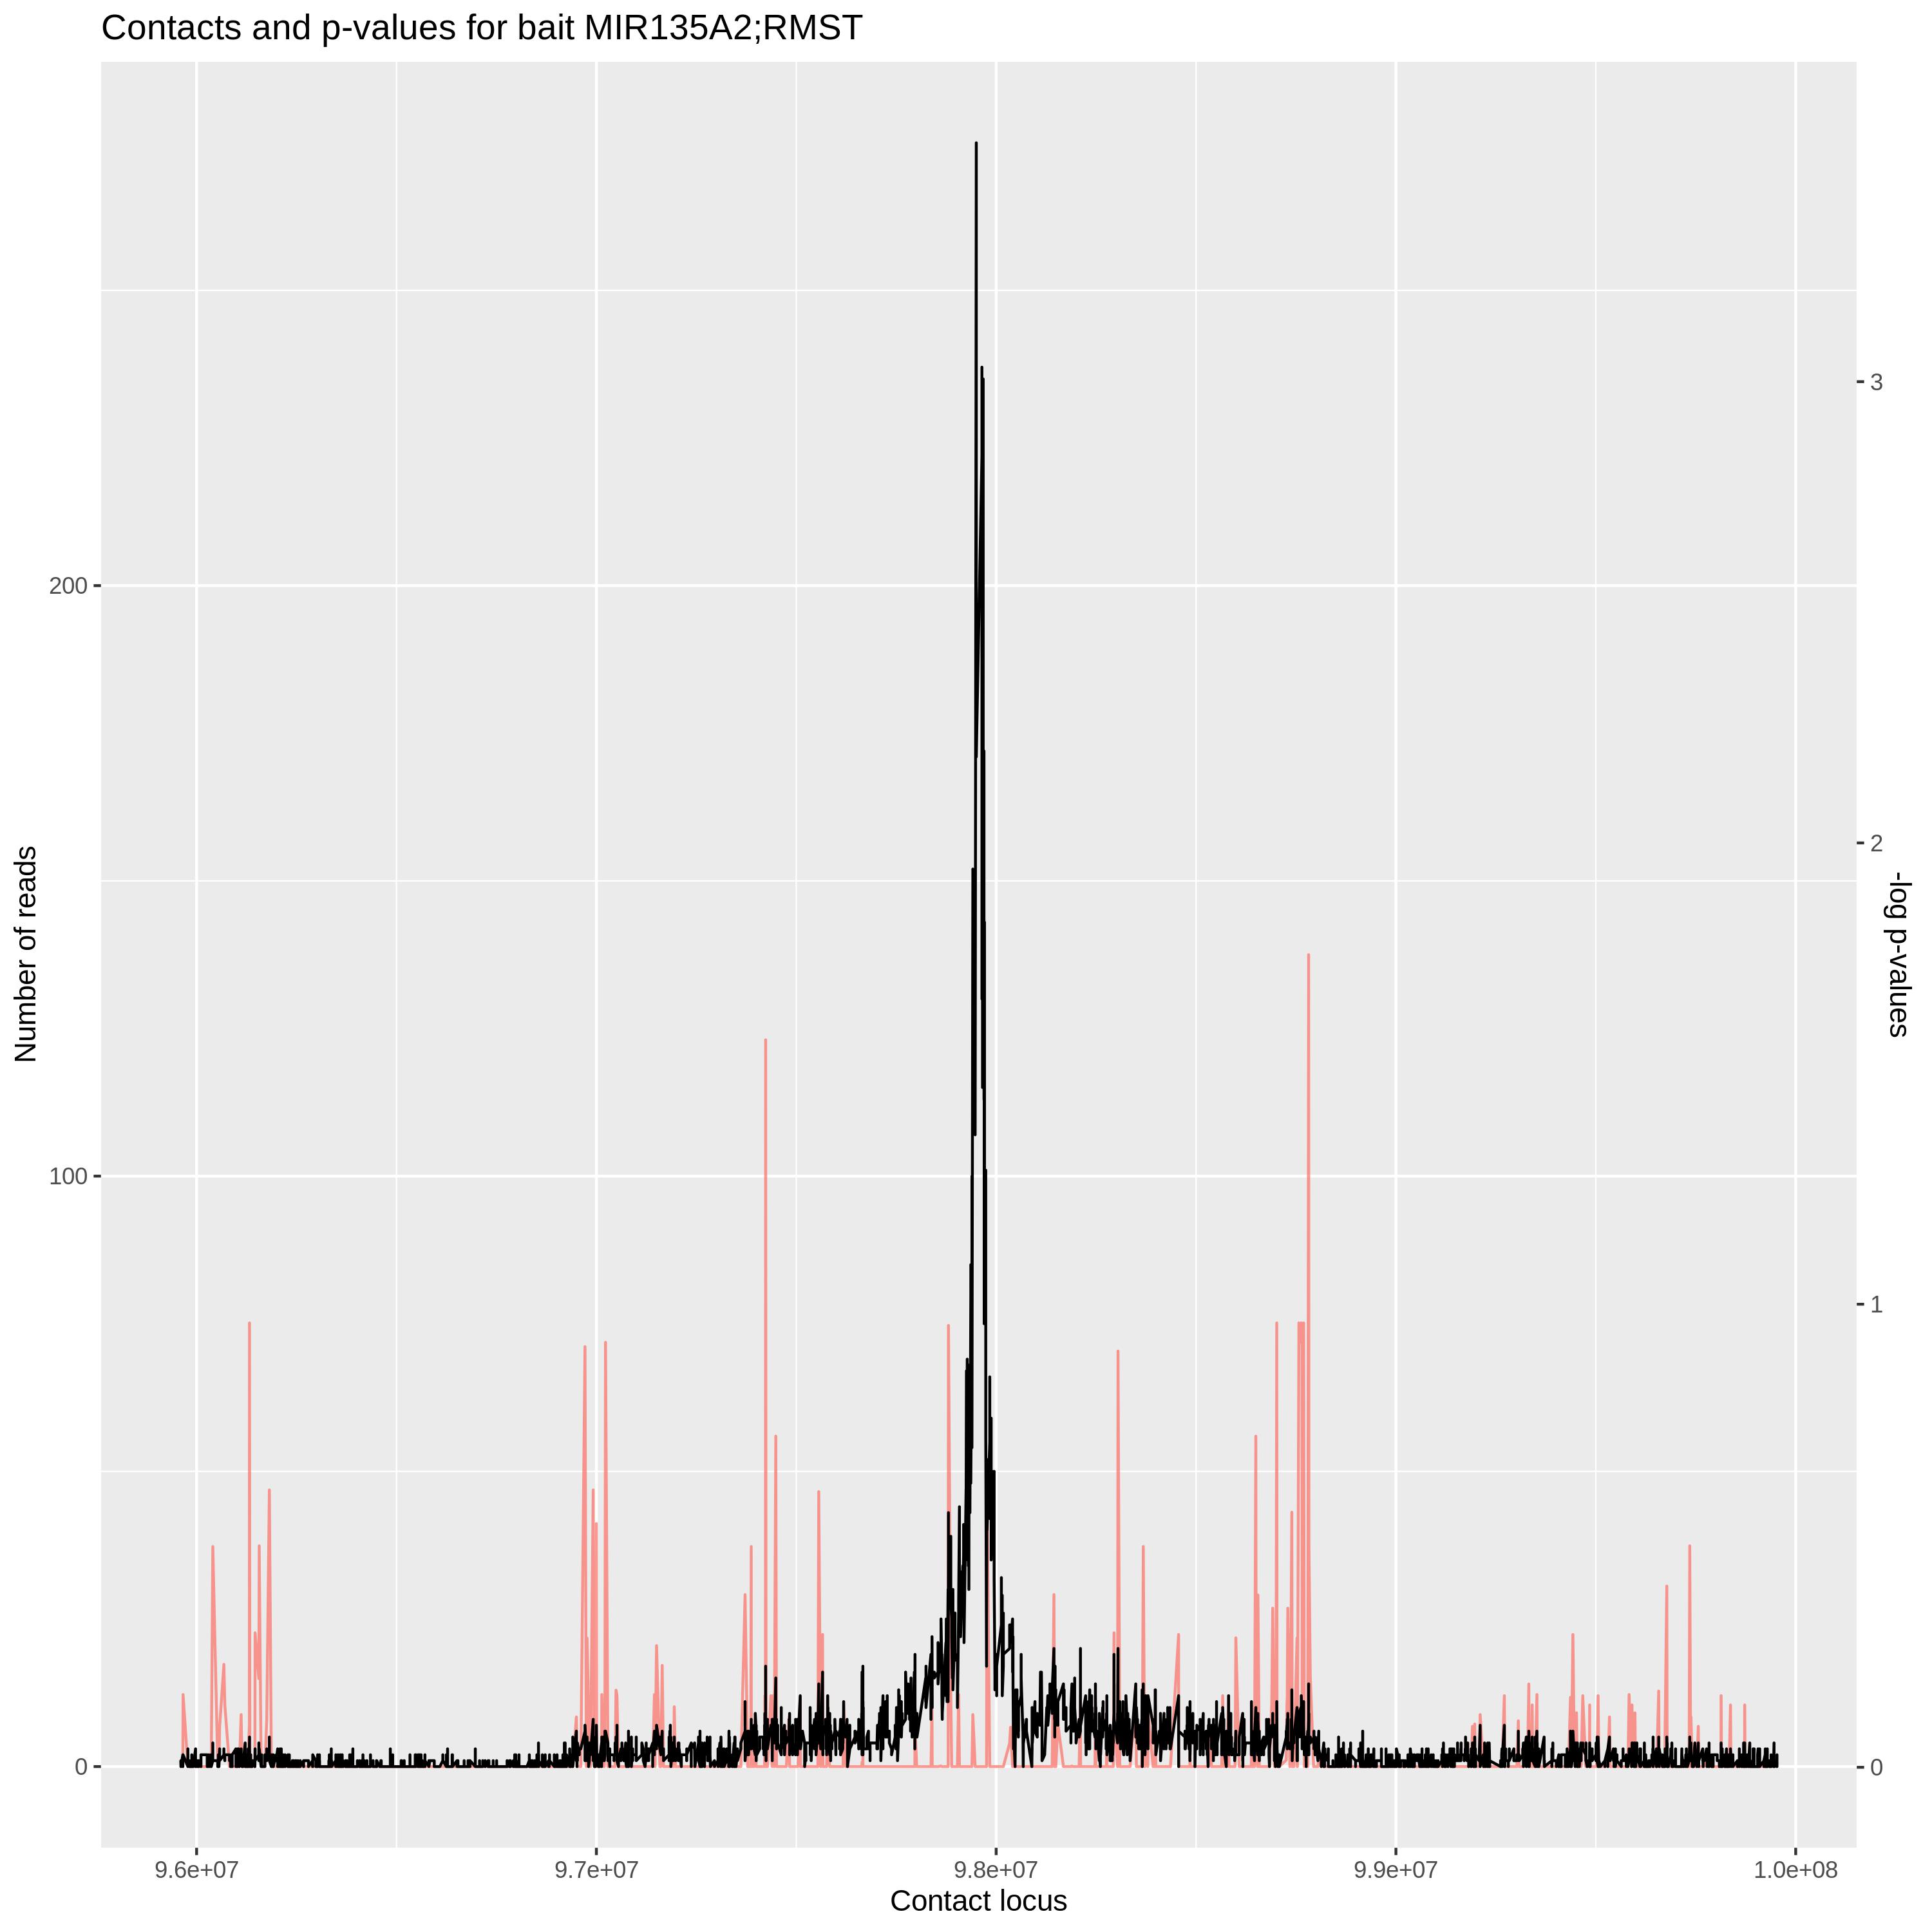 Contacts and p-values for bait MIR135A2;RMST
Number of reads
200
100
0
3
2
1
0
-log p-values
9.6e+07
9.7e+07
9.8e+07
9.9e+07
1.0e+08
Contact locus